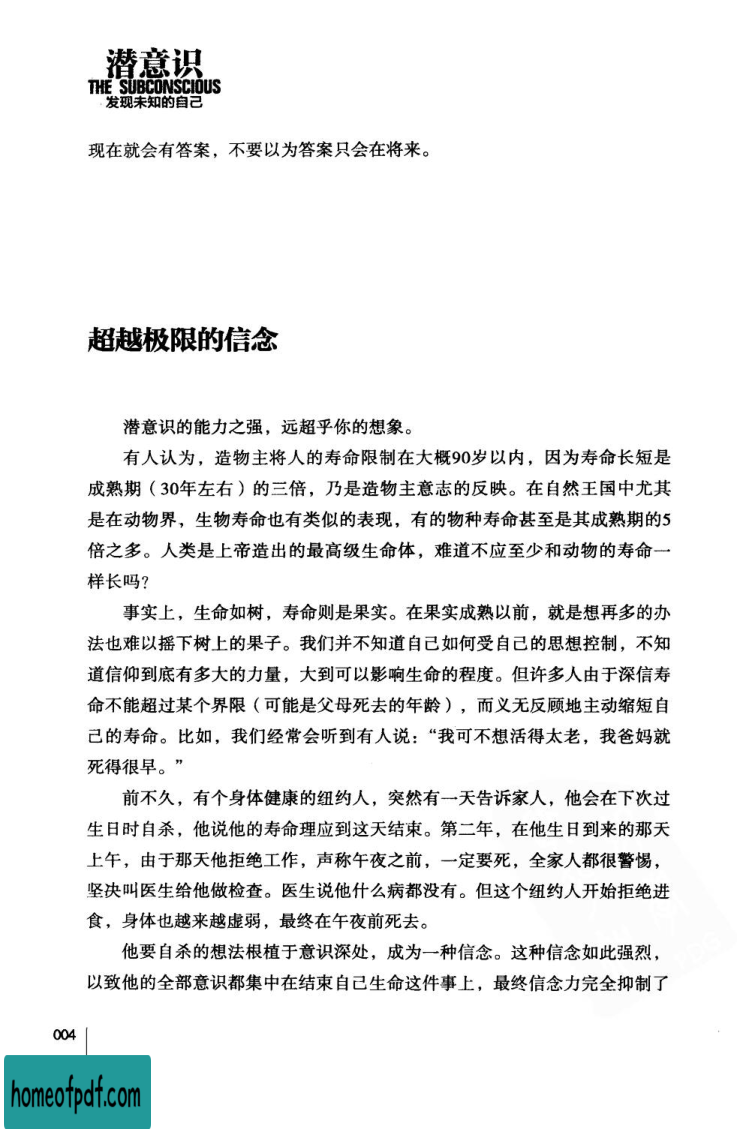 潜意识
THE SUBCONSCIOUS
发现未知的自己
现在就会有答案，不要以为答案只会在将来。
超越极限的信念
潜意识的能力之强，远超乎你的想象。
有人认为，造物主将人的寿命限制在大概90岁以内，因为寿命长短是
成熟期（30年左右）的三倍，乃是造物主意志的反映。在自然王国中尤其
是在动物界，生物寿命也有类似的表现，有的物种寿命甚至是其成熟期的5
倍之多。人类是上帝造出的最高级生命体，难道不应至少和动物的寿命一
样长吗？
事实上，生命如树，寿命则是果实。在果实成熟以前，就是想再多的办
法也难以摇下树上的果子。我们并不知道自己如何受自己的思想控制，不知
道信仰到底有多大的力量，大到可以影响生命的程度。但许多人由于深信寿
命不能超过某个界限（可能是父母死去的年龄），而义无反顾地主动缩短自
己的寿命。比如，我们经常会听到有人说：“我可不想活得太老，我爸妈就
死得很早。”
前不久，有个身体健康的纽约人，突然有一天告诉家人，他会在下次过
生日时自杀，他说他的寿命理应到这天结束。第二年，在他生日到来的那天
上午，由于那天他拒绝工作，声称午夜之前，一定要死，全家人都很警惕，
坚决叫医生给他做检查。医生说他什么病都没有。但这个纽约人开始拒绝进
食，身体也越来越虚弱，最终在午夜前死去。
他要自杀的想法根植于意识深处，成为一种信念。这种信念如此强烈，
以致他的全部意识都集中在结束自己生命这件事上，最终信念力完全抑制了
004
homeofpdf.com